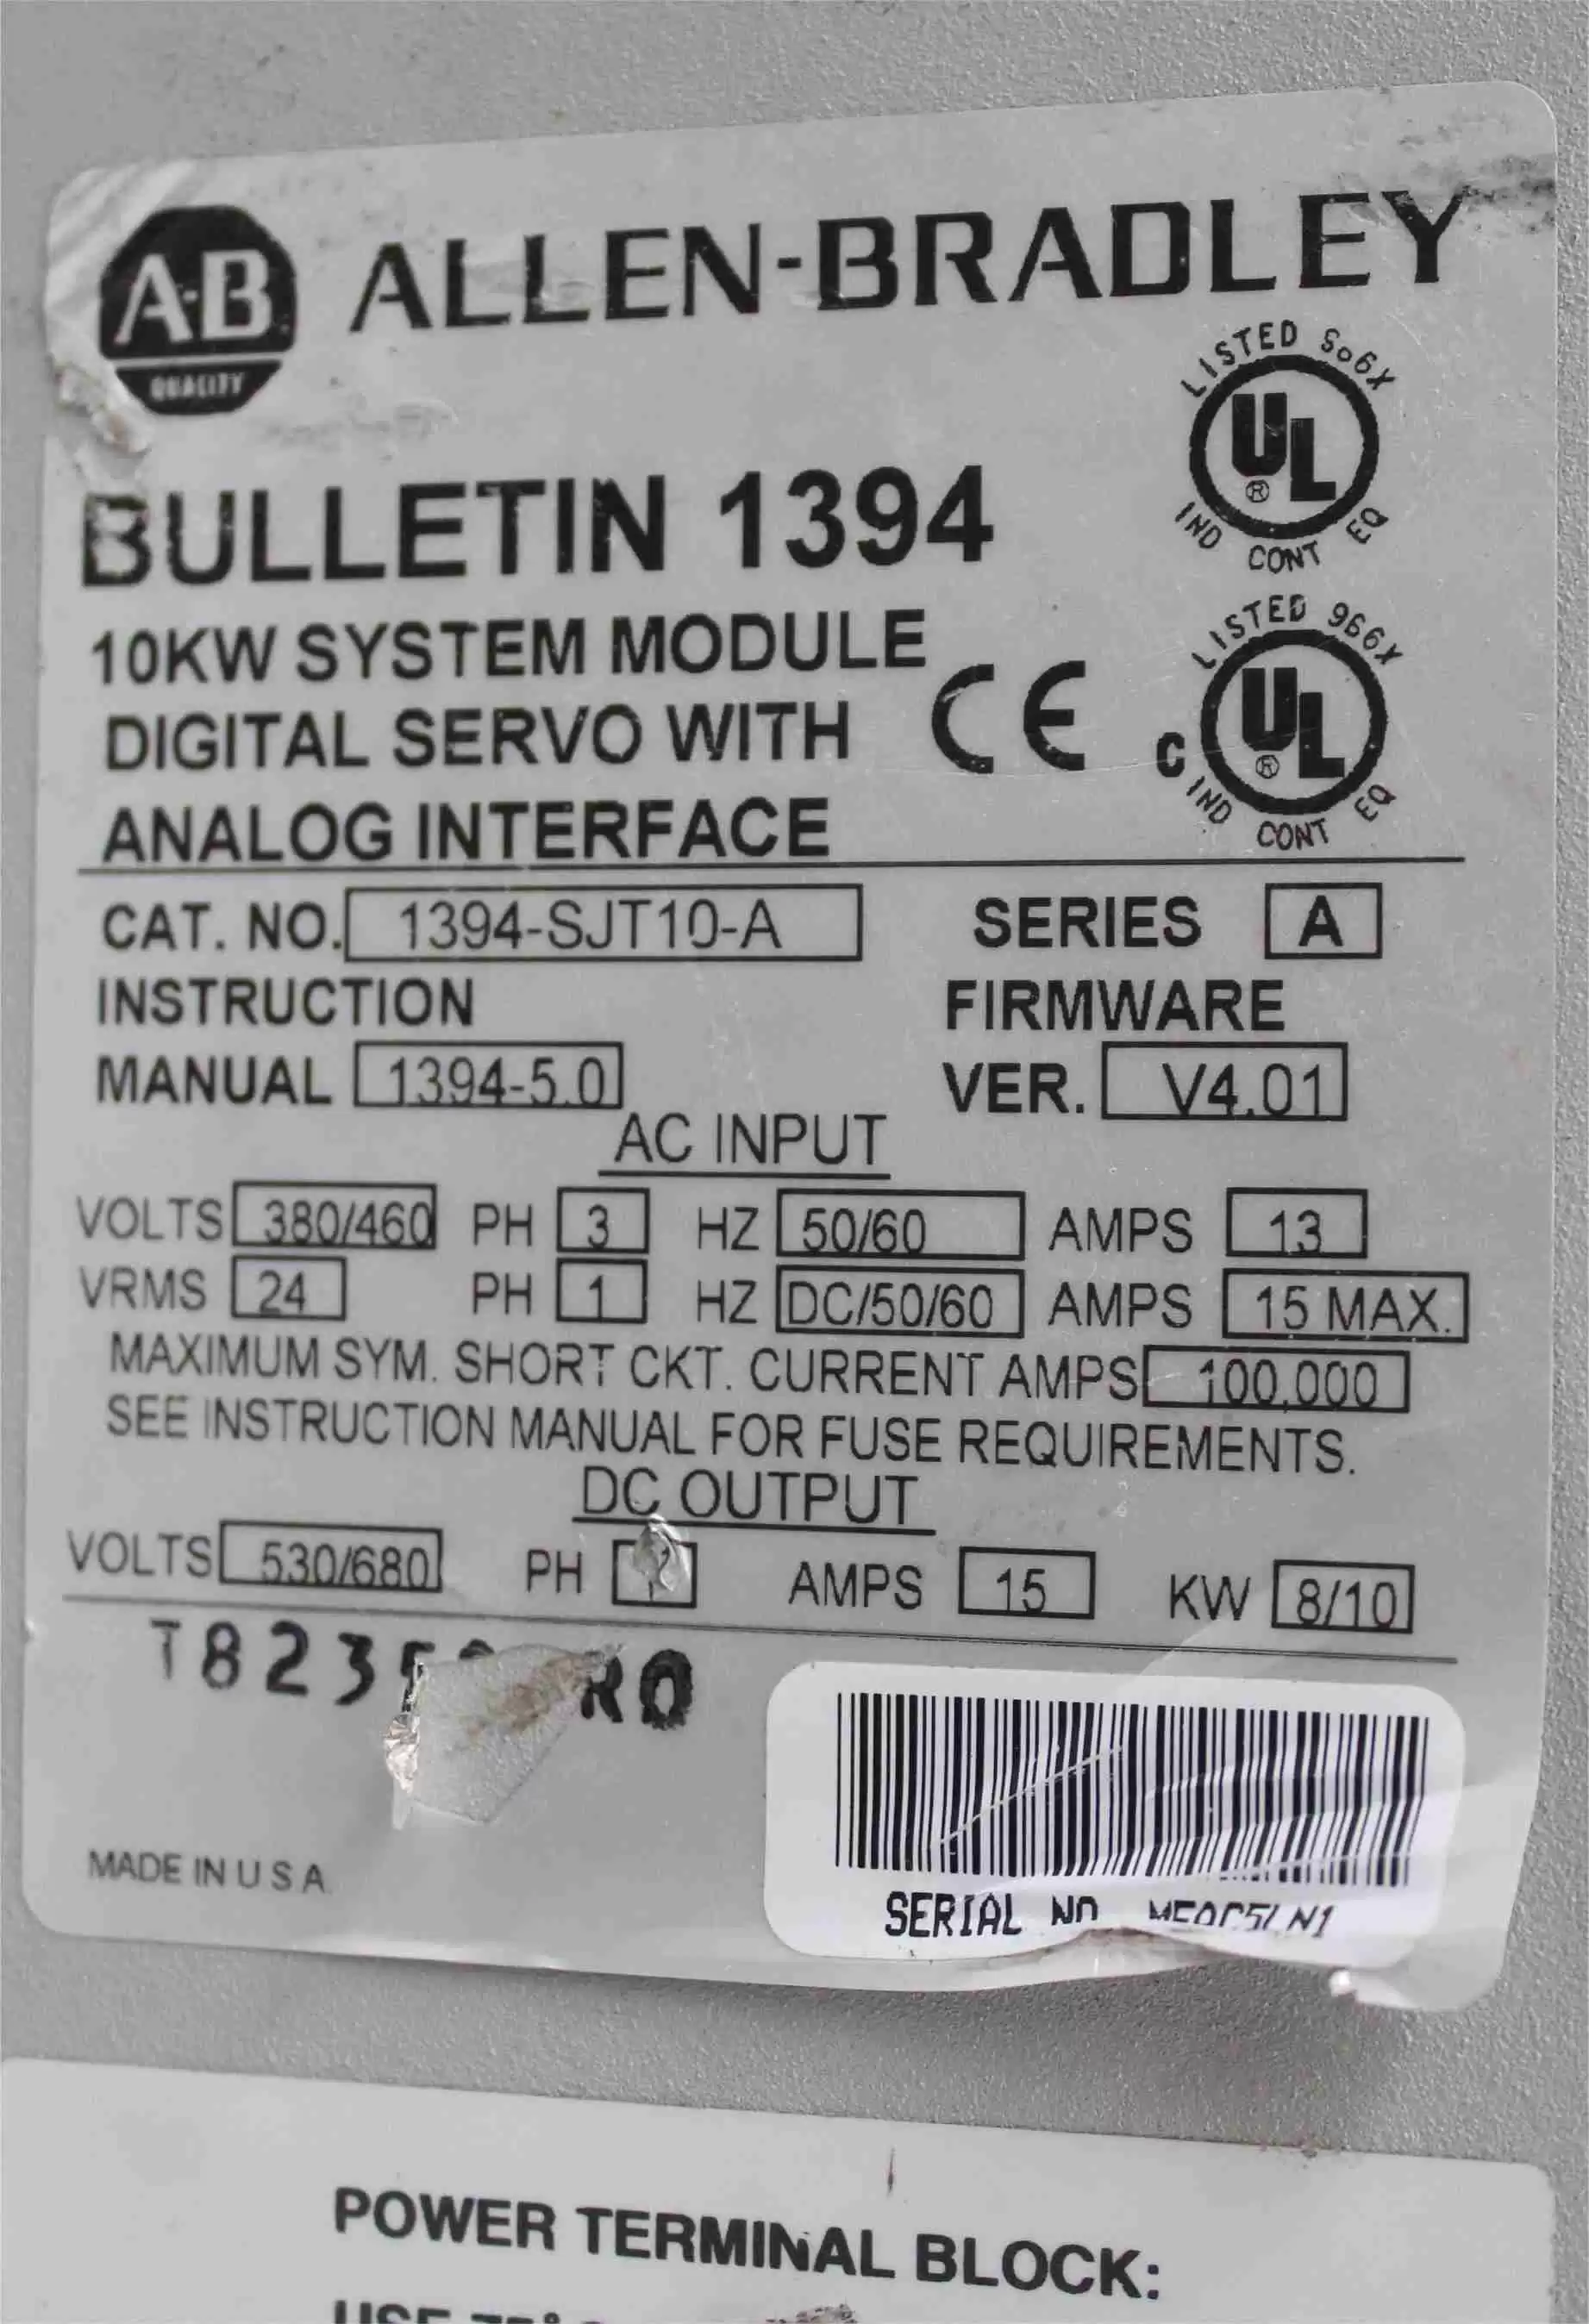 A·B QUALITY ALLEN-BRADLEY
LISTED 506X
UL ®
IND CONT EQ
BULLETIN 1394
10KW SYSTEM MODULE
DIGITAL SERVO WITH
ANALOG INTERFACE
CE
LISTED 966X
C UL ®
IND CONT EQ
CAT. NO. 1394-SJT10-A SERIES A
INSTRUCTION FIRMWARE
MANUAL 1394-5.0 VER. V4.01
AC INPUT
VOLTS 380/460 PH 3 HZ 50/60 AMPS 13
VRMS 24 PH 1 HZ DC/50/60 AMPS 15 MAX.
MAXIMUM SYM. SHORT CKT. CURRENT AMPS 100,000
SEE INSTRUCTION MANUAL FOR FUSE REQUIREMENTS.
DC OUTPUT
VOLTS 530/680 PH AMPS 15 KW 8/10
MADE IN U S A
SERIAL NO
POWER TERMINAL BLOCK: